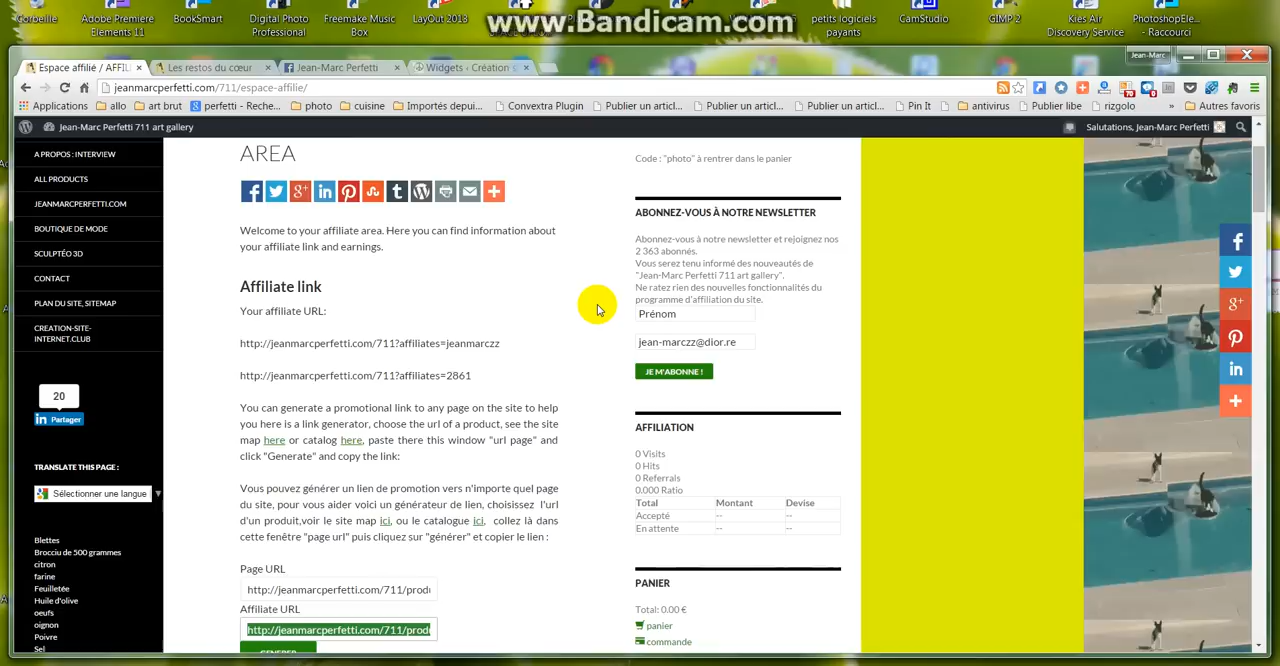 Corbeille
Adobe Premiere Elements 11
BookSmart
Digital Photo Professional
Freemake Music Box
LayOut 2013
petits logiciels payants
CamStudio
GIMP 2
Kies Air Discovery Service
PhotoshopEle... - Raccourci
www.Bandicam.com
Jean-Marc
Espace affilié / AFFILI
Les restos du cœur
Jean-Marc Perfetti
Widgets ‹ Création d
jeanmarcperfetti.com/711/espace-affilie/
Applications
allo
art brut
perfetti - Reche...
photo
cuisine
Importés depui...
Convextra Plugin
Publier un articl...
Publier un articl...
Publier un articl...
Pin It
antivirus
Publier libe
rizgolo
»
Autres favoris
Jean-Marc Perfetti 711 art gallery
Salutations, Jean-Marc Perfetti
A PROPOS : INTERVIEW
ALL PRODUCTS
JEANMARCPERFETTI.COM
BOUTIQUE DE MODE
SCULPTÉO 3D
CONTACT
PLAN DU SITE, SITEMAP
CREATION-SITE-
INTERNET.CLUB
20
in Partager
TRANSLATE THIS PAGE :
Sélectionner une langue
Blettes
Brocciu de 500 grammes
citron
farine
Feuilletée
Huile d'olive
oeufs
oignon
Poivre
Sel
AREA
Welcome to your affiliate area. Here you can find information about
your affiliate link and earnings.
Affiliate link
Your affiliate URL:
http://jeanmarcperfetti.com/711?affiliates=jeanmarczz
http://jeanmarcperfetti.com/711?affiliates=2861
You can generate a promotional link to any page on the site to help
you here is a link generator, choose the url of a product, see the site
map here or catalog here, paste there this window "url page" and
click "Generate" and copy the link:
Vous pouvez générer un lien de promotion vers n'importe quel page
du site, pour vous aider voici un générateur de lien, choisissez l'url
d'un produit,voir le site map ici, ou le catalogue ici, collez là dans
cette fenêtre "page url" puis cliquez sur "générer" et copier le lien :
Page URL
http://jeanmarcperfetti.com/711/produ
Affiliate URL
http://jeanmarcperfetti.com/711/produ
GENERER
Code : "photo" à rentrer dans le panier
ABONNEZ-VOUS À NOTRE NEWSLETTER
Abonnez-vous à notre newsletter et rejoignez nos
2 363 abonnés.
Vous serez tenu informé des nouveautés de
"Jean-Marc Perfetti 711 art gallery".
Ne ratez rien des nouvelles fonctionnalités du
programme d'affiliation du site.
Prénom
jean-marczz@dior.re
JE M'ABONNE !
AFFILIATION
0 Visits
0 Hits
0 Referrals
0.000 Ratio
Total Montant Devise
Accepté -- --
En attente -- --
PANIER
Total: 0.00 €
panier
commande